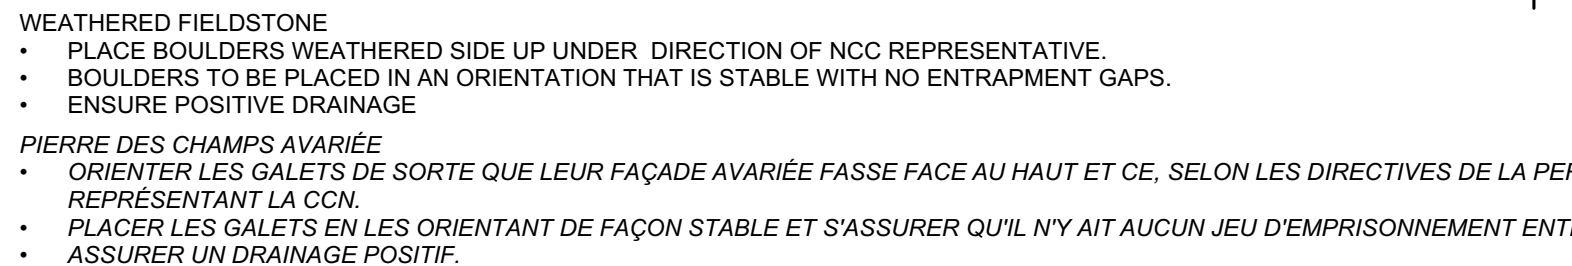 WEATHERED FIELDSTONE
• PLACE BOULDERS WEATHERED SIDE UP UNDER DIRECTION OF NCC REPRESENTATIVE.
• BOULDERS TO BE PLACED IN AN ORIENTATION THAT IS STABLE WITH NO ENTRAPMENT GAPS.
• ENSURE POSITIVE DRAINAGE
PIERRE DES CHAMPS AVARIÉE
• ORIENTER LES GALETS DE SORTE QUE LEUR FAÇADE AVARIÉE FASSE FACE AU HAUT ET CE, SELON LES DIRECTIVES DE LA
REPRÉSENTANT LA CCN.
• PLACER LES GALETS EN LES ORIENTANT DE FAÇON STABLE ET S'ASSURER QU'IL N'Y AIT AUCUN JEU D'EMPRISONNEMENT
• ASSURER UN DRAINAGE POSITIF.